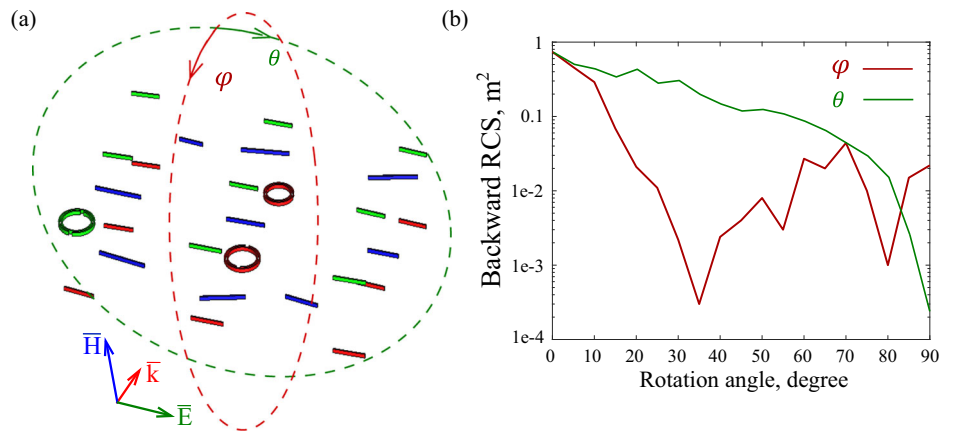 (a)
θ
φ
H̅
k̅
E̅
(b)
Backward RCS, m²
1
0.1
1e-2
1e-3
1e-4
φ
θ
0 10 20 30 40 50 60 70 80 90
Rotation angle, degree